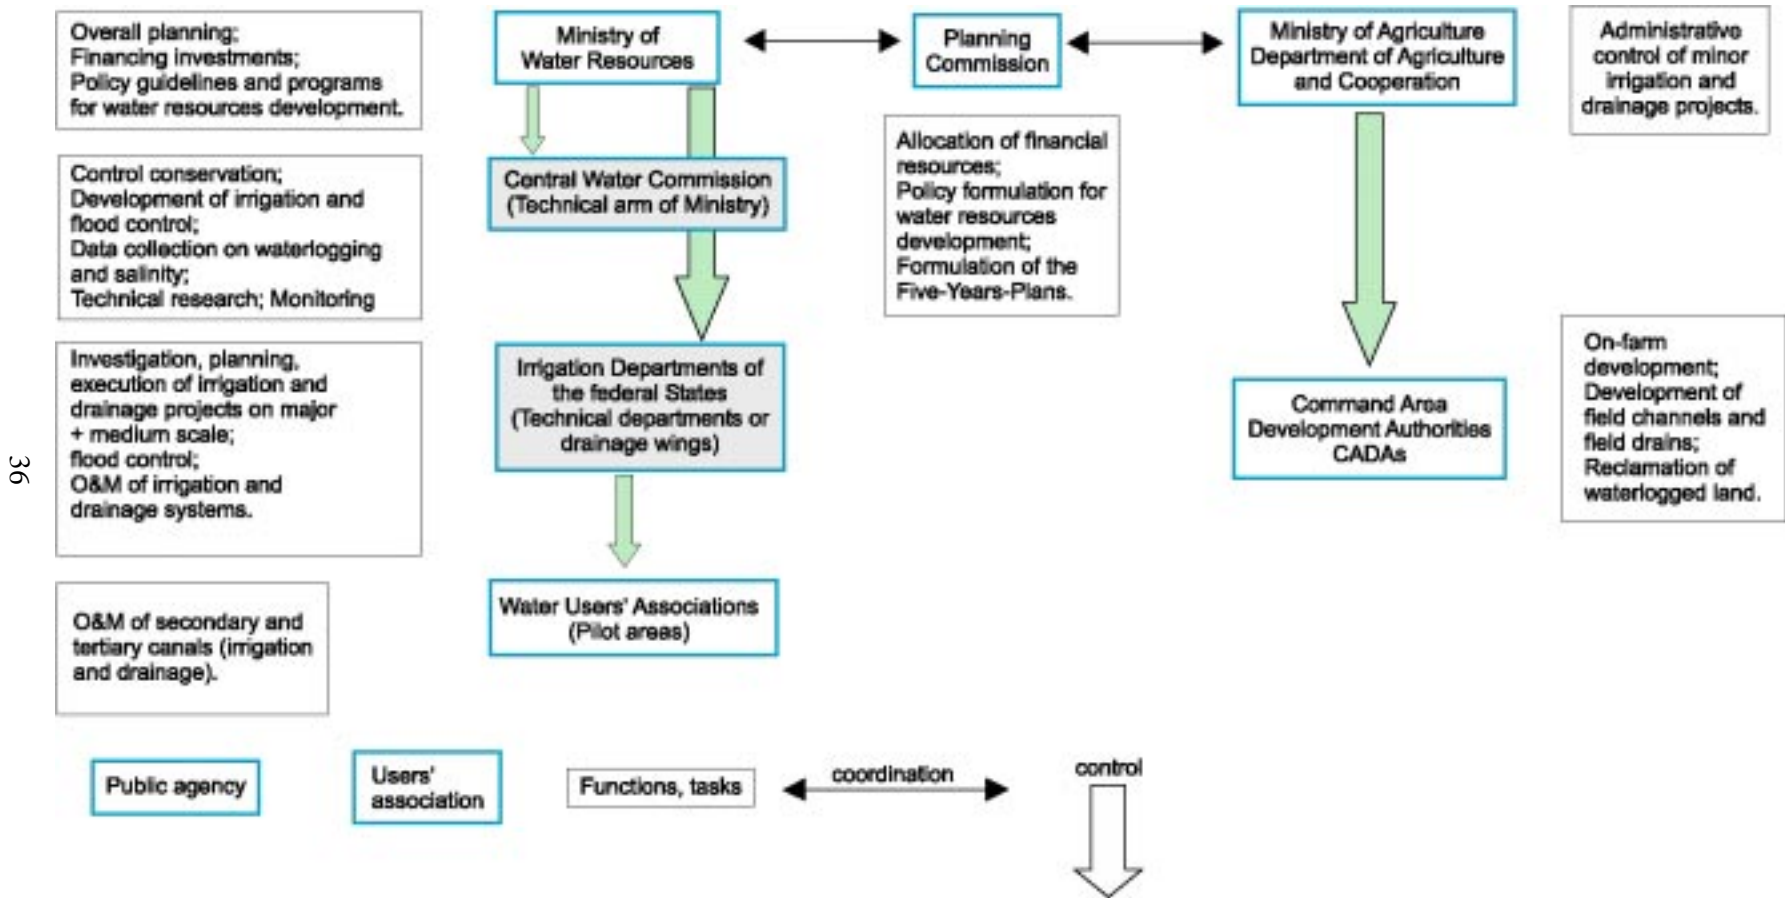 Overall planning;
Financing investments;
Policy guidelines and programs
for water resources development.
Ministry of
Water Resources
Planning
Commission
Ministry of Agriculture
Department of Agriculture
and Cooperation
Administrative
control of minor
irrigation and
drainage projects.
Control conservation;
Development of irrigation and
flood control;
Data collection on waterlogging
and salinity;
Technical research; Monitoring
Central Water Commission
(Technical arm of Ministry)
Allocation of financial
resources;
Policy formulation for
water resources
development;
Formulation of the
Five-Years-Plans.
Investigation, planning,
execution of irrigation and
drainage projects on major
+ medium scale;
flood control;
O&M of irrigation and
drainage systems.
Irrigation Departments of
the federal States
(Technical departments or
drainage wings)
Command Area
Development Authorities
CADAs
On-farm
development;
Development of
field channels and
field drains;
Reclamation of
waterlogged land.
36
O&M of secondary and
tertiary canals (irrigation
and drainage).
Water Users' Associations
(Pilot areas)
Public agency
Users'
association
Functions, tasks
coordination
control